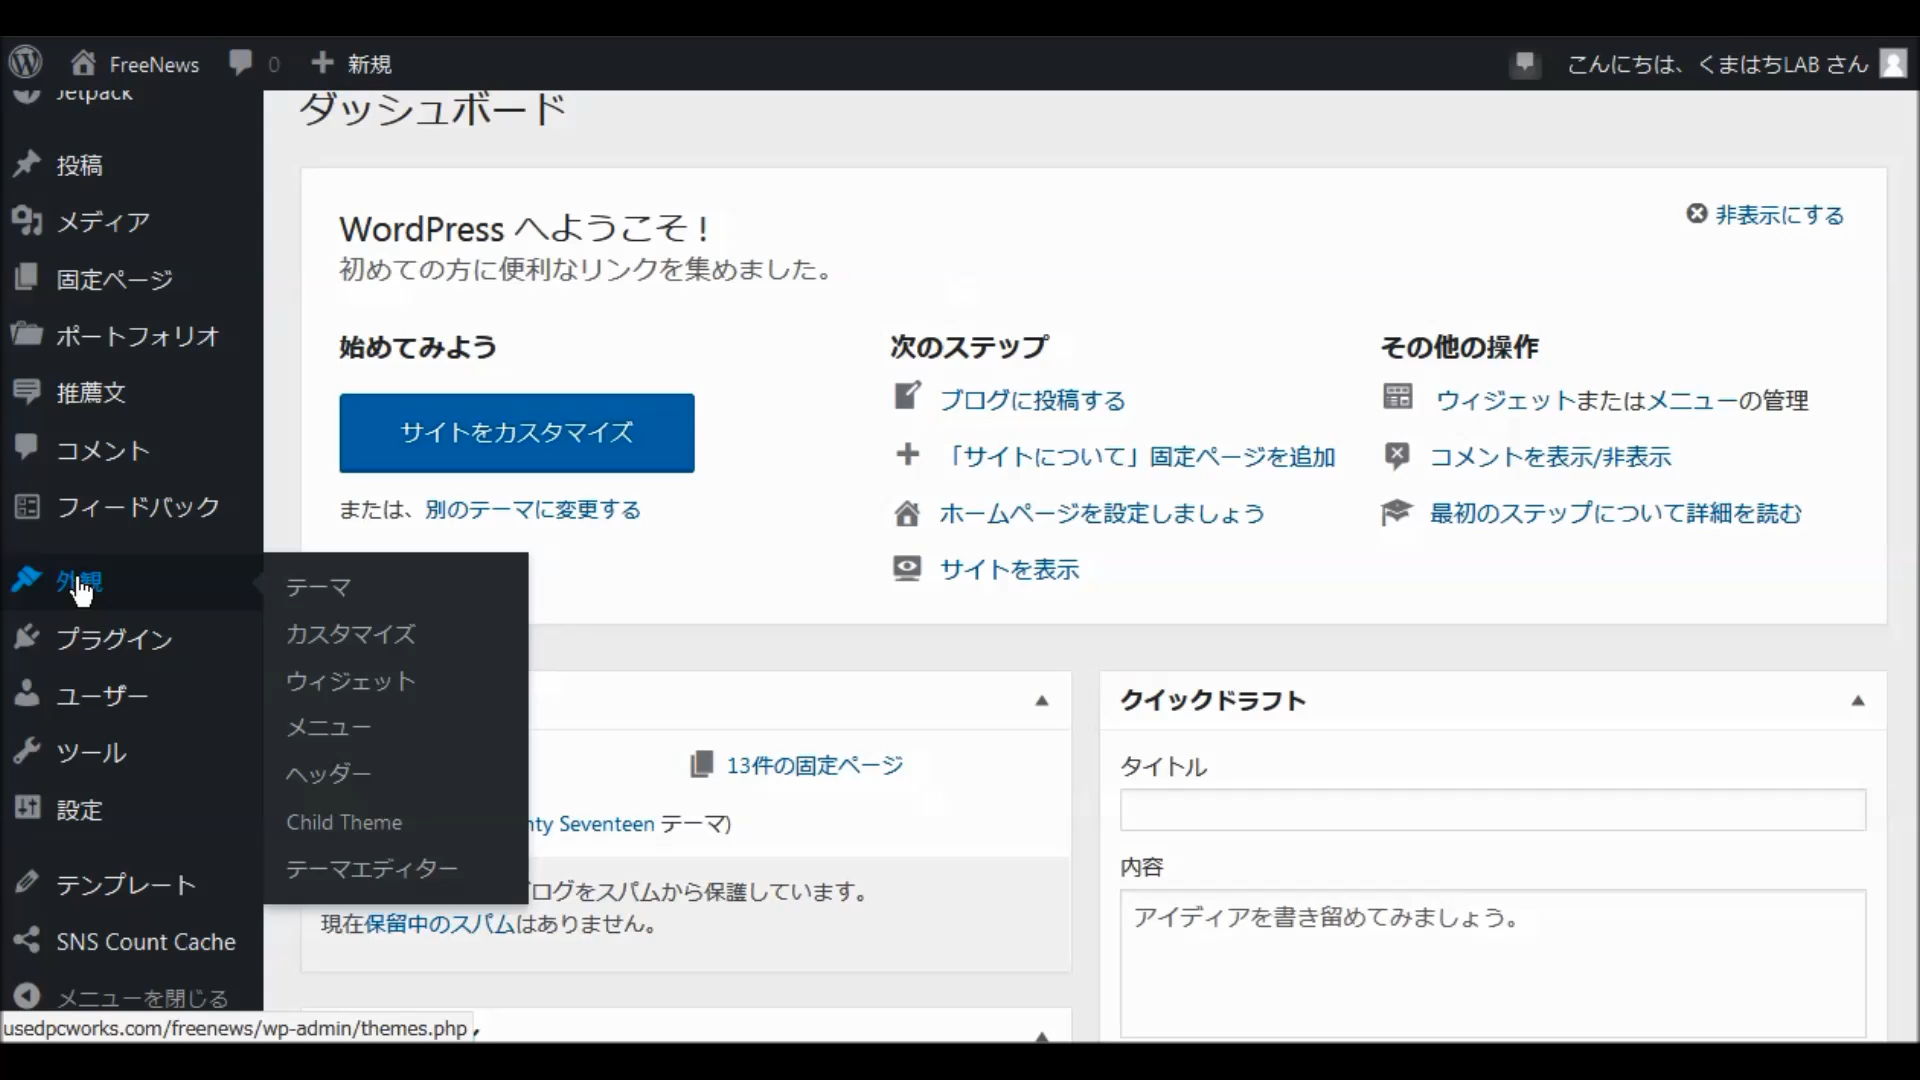 FreeNews
0
新規
こんにちは、くまはちLAB さん
Jetpack
投稿
メディア
固定ページ
ポートフォリオ
推薦文
コメント
フィードバック
外観
プラグイン
ユーザー
ツール
設定
テンプレート
SNS Count Cache
メニューを閉じる
テーマ
カスタマイズ
ウィジェット
メニュー
ヘッダー
Child Theme
テーマエディター
ダッシュボード
WordPress へようこそ !
初めての方に便利なリンクを集めました。
非表示にする
始めてみよう
サイトをカスタマイズ
または、別のテーマに変更する
次のステップ
ブログに投稿する
「サイトについて」固定ページを追加
ホームページを設定しましょう
サイトを表示
その他の操作
ウィジェットまたはメニューの管理
コメントを表示/非表示
最初のステップについて詳細を読む
13件の固定ページ
nty Seventeen テーマ)
ログをスパムから保護しています。
現在保留中のスパムはありません。
クイックドラフト
タイトル
内容
アイディアを書き留めてみましょう。
usedpcworks.com/freenews/wp-admin/themes.php